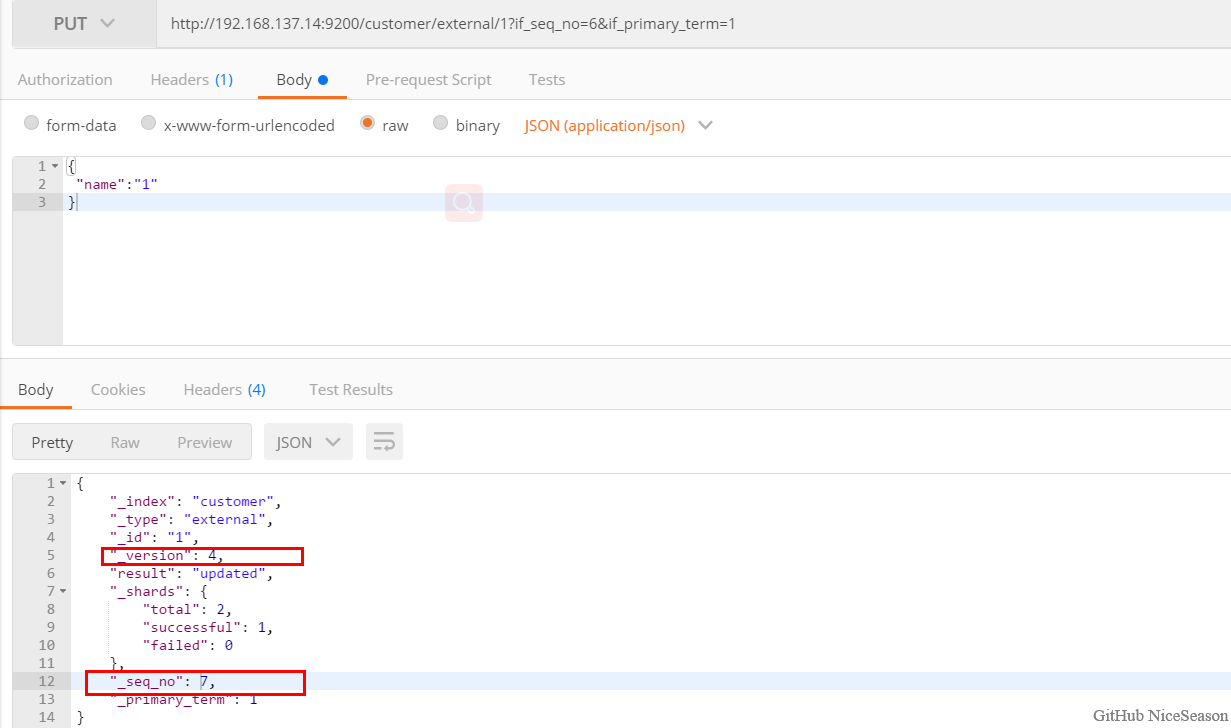 PUT http://192.168.137.14:9200/customer/external/1?if_seq_no=6&if_primary_term=1
Authorization Headers (1) Body Pre-request Script Tests
form-data x-www-form-urlencoded raw binary JSON (application/json)
1 {
2 "name":"1"
3 }
Body Cookies Headers (4) Test Results
Pretty Raw Preview JSON
1 {
2 "_index": "customer",
3 "_type": "external",
4 "_id": "1",
5 "_version": 4,
6 "result": "updated",
7 "_shards": {
8 "total": 2,
9 "successful": 1,
10 "failed": 0
11 },
12 "_seq_no": 7,
13 "_primary_term": 1
14 }
GitHub NiceSeason